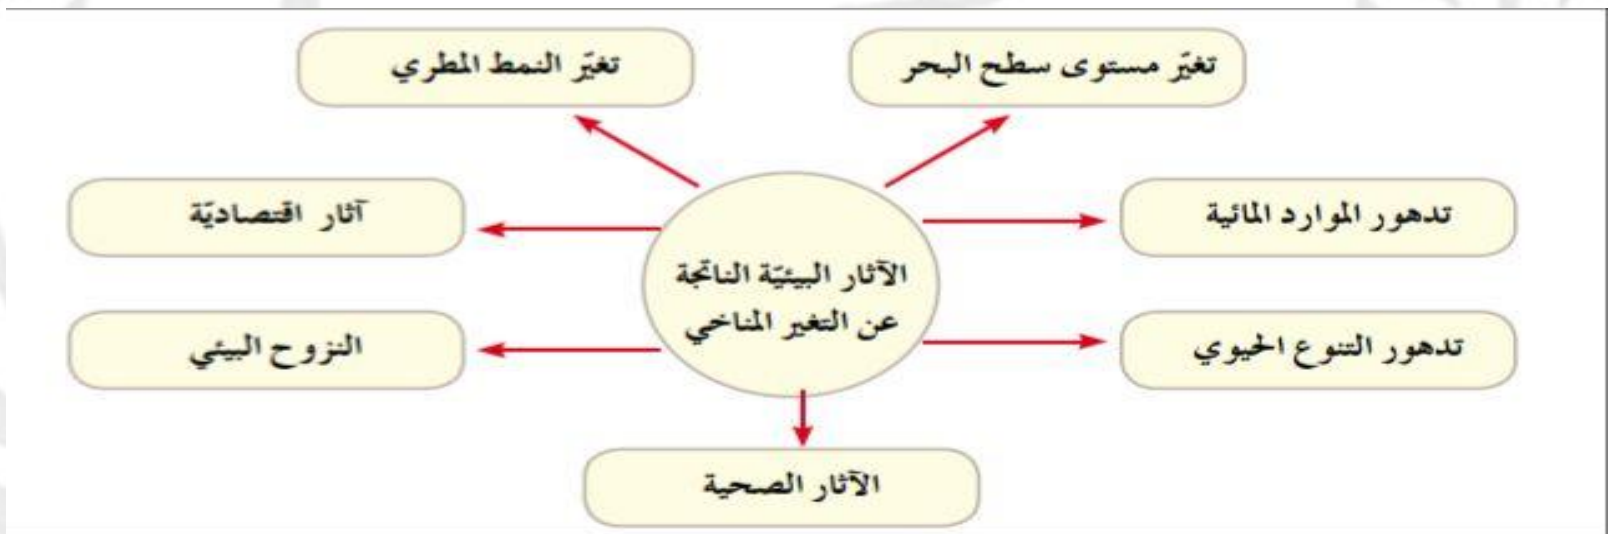 تغيّر مستوى سطح البحر
تغيّر النمط المطري
تدهور الموارد المائية
آثار اقتصاديّة
الآثار البيئيّة الناتجة
عن التغير المناخي
تدهور التنوع الحيوي
النزوح البيئي
الآثار الصحية